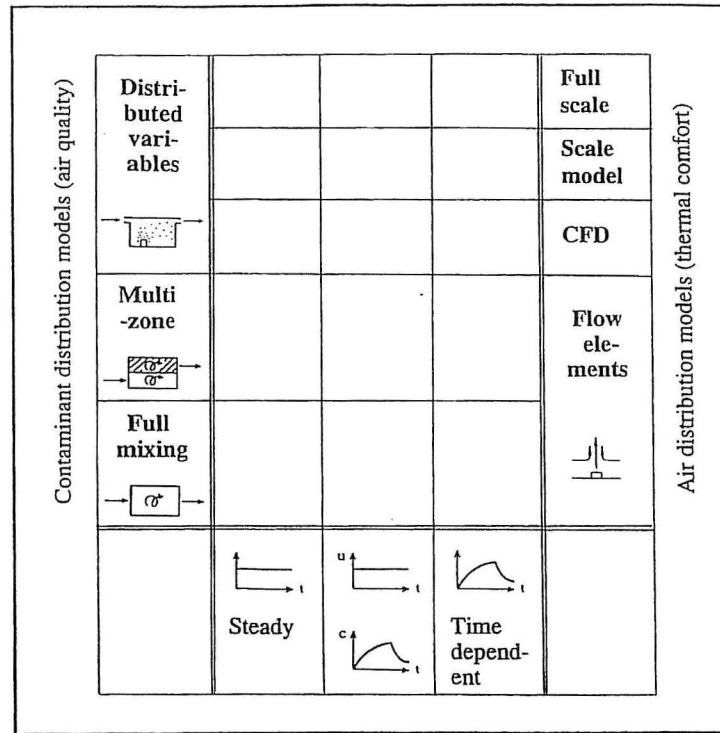 Contaminant distribution models (air quality)
Distri-
buted
vari-
ables
Multi
-zone
Full
mixing
Full
scale
Scale
model
CFD
Flow
ele-
ments
Air distribution models (thermal comfort)
t
Steady
u
t
c
t
t
Time
depend-
ent